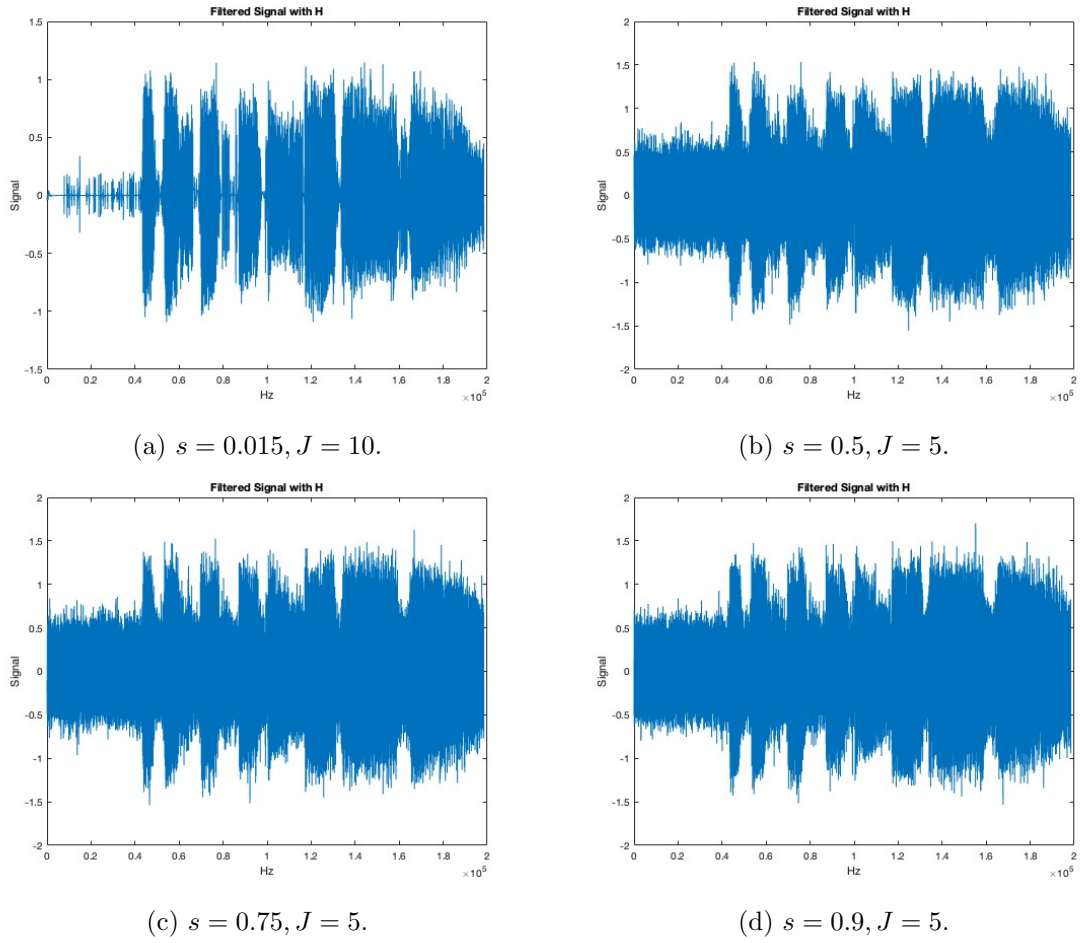 Filtered Signal with H
1.5
1
0.5
0
-0.5
-1
-1.5
Signal
0 0.2 0.4 0.6 0.8 1 1.2 1.4 1.6 1.8 2
Hz
×10^5
(a) s = 0.015, J = 10.
Filtered Signal with H
2
1.5
1
0.5
0
-0.5
-1
-1.5
-2
Signal
0 0.2 0.4 0.6 0.8 1 1.2 1.4 1.6 1.8 2
Hz
×10^5
(b) s = 0.5, J = 5.
Filtered Signal with H
2
1.5
1
0.5
0
-0.5
-1
-1.5
-2
Signal
0 0.2 0.4 0.6 0.8 1 1.2 1.4 1.6 1.8 2
Hz
×10^5
(c) s = 0.75, J = 5.
Filtered Signal with H
2
1.5
1
0.5
0
-0.5
-1
-1.5
-2
Signal
0 0.2 0.4 0.6 0.8 1 1.2 1.4 1.6 1.8 2
Hz
×10^5
(d) s = 0.9, J = 5.